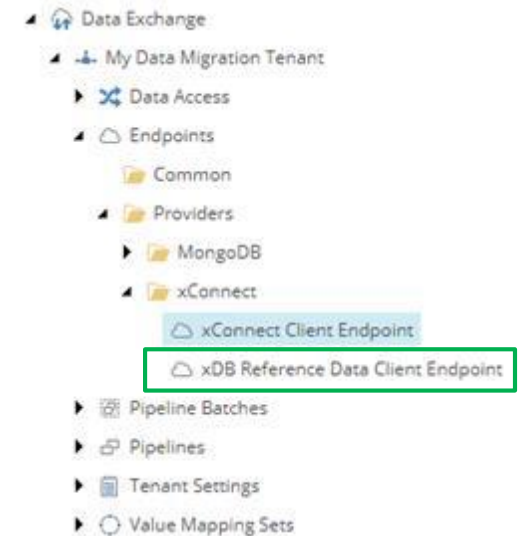 Data Exchange
My Data Migration Tenant
Data Access
Endpoints
Common
Providers
MongoDB
xConnect
xConnect Client Endpoint
xDB Reference Data Client Endpoint
Pipeline Batches
Pipelines
Tenant Settings
Value Mapping Sets